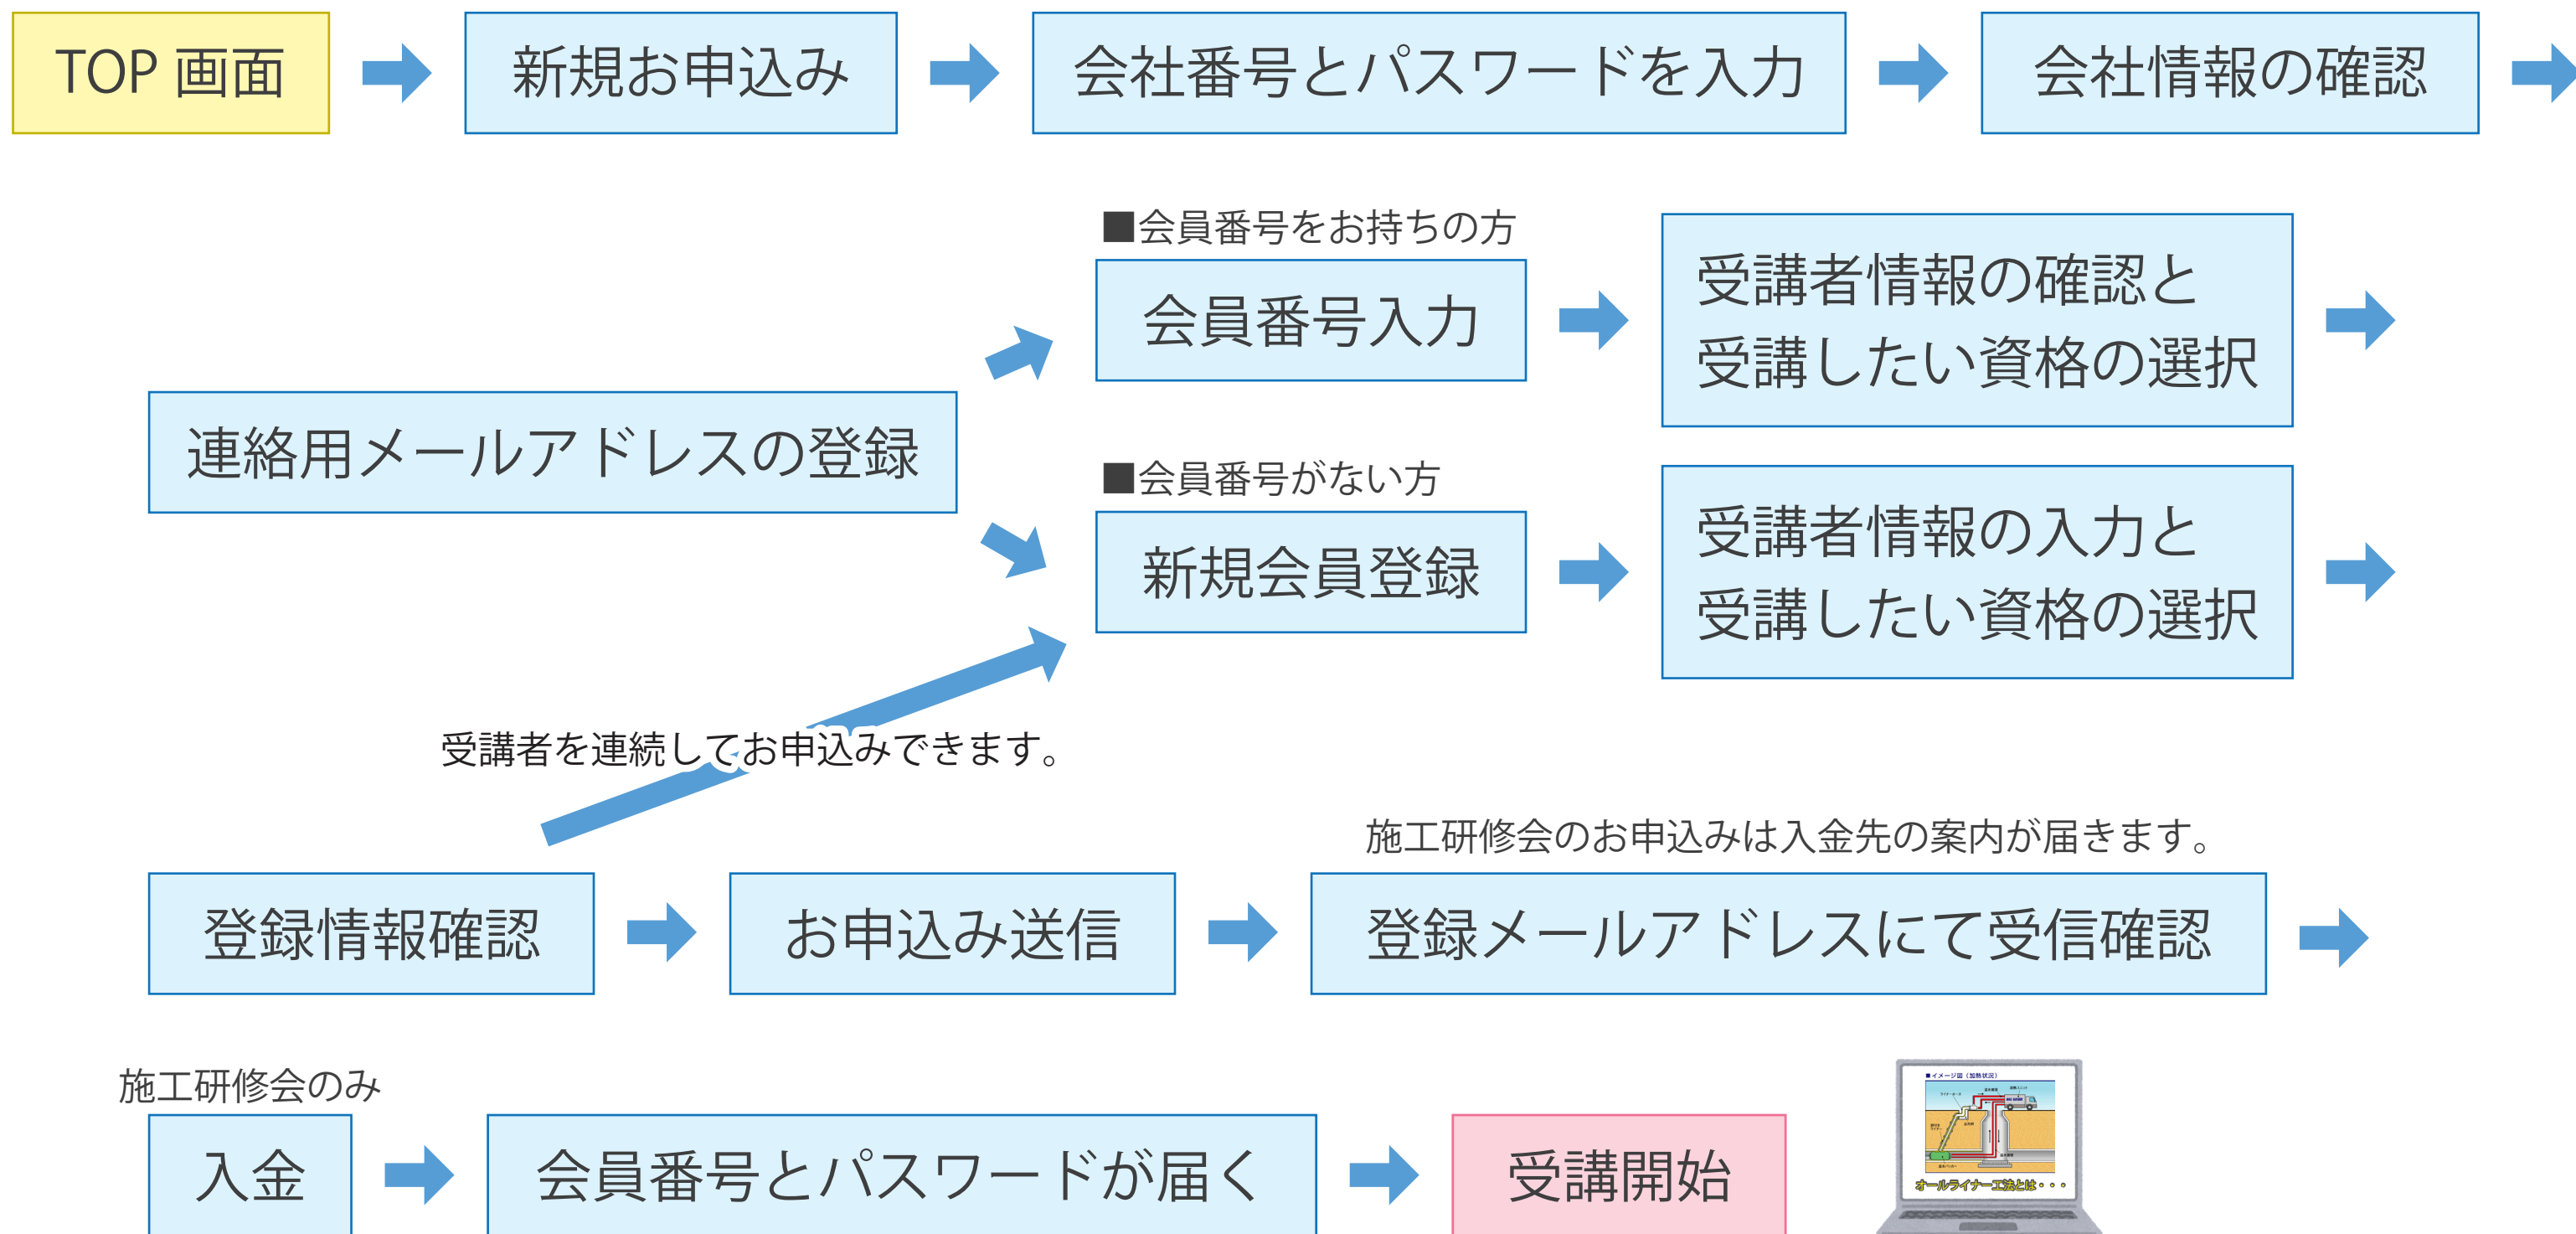 TOP 画面
新規お申込み
会社番号とパスワードを入力
会社情報の確認
連絡用メールアドレスの登録
■会員番号をお持ちの方
会員番号入力
受講者情報の確認と
受講したい資格の選択
■会員番号がない方
新規会員登録
受講者情報の入力と
受講したい資格の選択
受講者を連続してお申込みできます。
登録情報確認
お申込み送信
施工研修会のお申込みは入金先の案内が届きます。
登録メールアドレスにて受信確認
施工研修会のみ
入金
会員番号とパスワードが届く
受講開始
■イメージ図（加熱状況）
オールライナー工法とは・・・